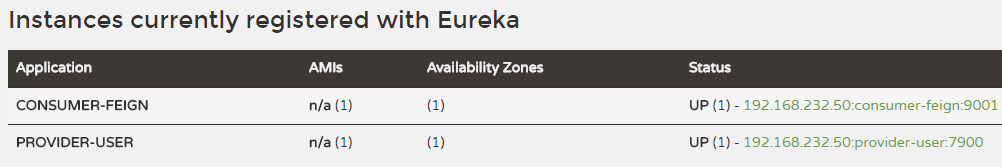 Instances currently registered with Eureka
Application AMIs Availability Zones Status
CONSUMER-FEIGN n/a (1) (1) UP (1) - 192.168.232.50:consumer-feign:9001
PROVIDER-USER n/a (1) (1) UP (1) - 192.168.232.50:provider-user:7900